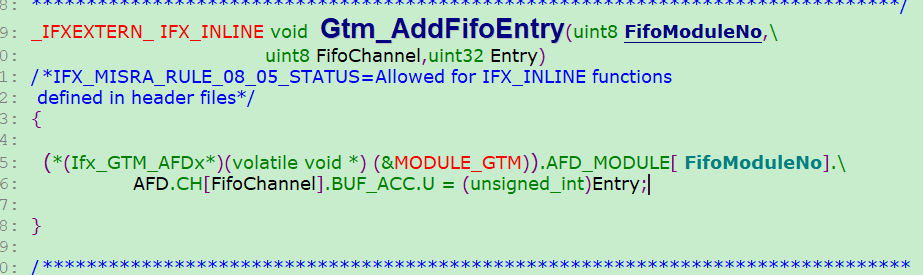 8: *******************************************************************************/
9: _IFXEXTERN_ IFX_INLINE void Gtm_AddFifoEntry(uint8 FifoModuleNo,\
0: uint8 FifoChannel,uint32 Entry)
1: /*IFX_MISRA_RULE_08_05_STATUS=Allowed for IFX_INLINE functions
2: defined in header files*/
3: {
4:
5: (*(Ifx_GTM_AFDx*)(volatile void *) (&MODULE_GTM)).AFD_MODULE[ FifoModuleNo].\
6: AFD.CH[FifoChannel].BUF_ACC.U = (unsigned_int)Entry;
7:
8: }
9:
0: /*******************************************************************************